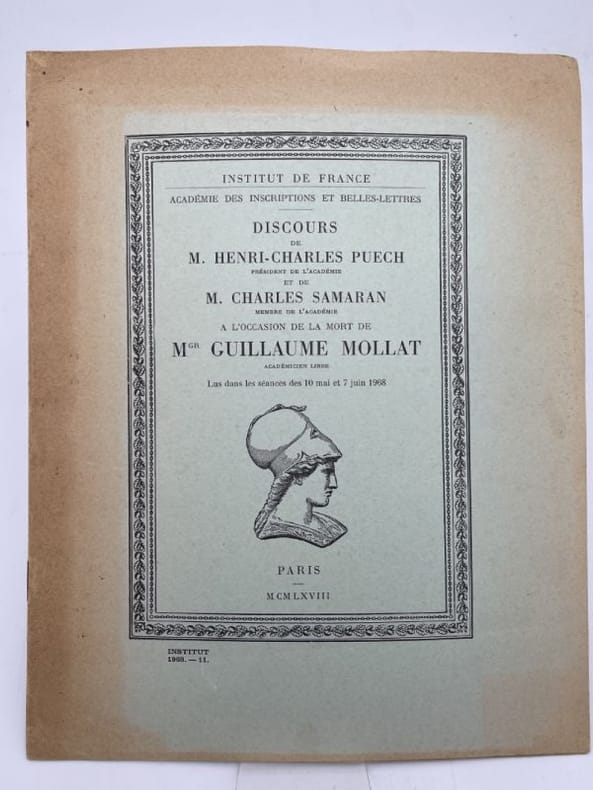 INSTITUT DE FRANCE
ACADÉMIE DES INSCRIPTIONS ET BELLES-LETTRES
DISCOURS
DE
M. HENRI-CHARLES PUECH
PRÉSIDENT DE L'ACADÉMIE
ET DE
M. CHARLES SAMARAN
MEMBRE DE L'ACADÉMIE
A L'OCCASION DE LA MORT DE
MGR GUILLAUME MOLLAT
ACADÉMICIEN LIBRE
Lus dans les séances des 10 mai et 7 juin 1968
PARIS
MCMLXVIII
INSTITUT
1968. — 11.